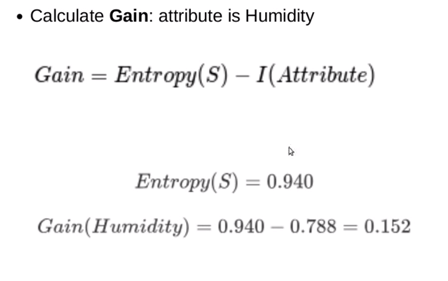 • Calculate Gain: attribute is Humidity
Gain = Entropy(S) − I(Attribute)
Entropy(S) = 0.940
Gain(Humidity) = 0.940 − 0.788 = 0.152